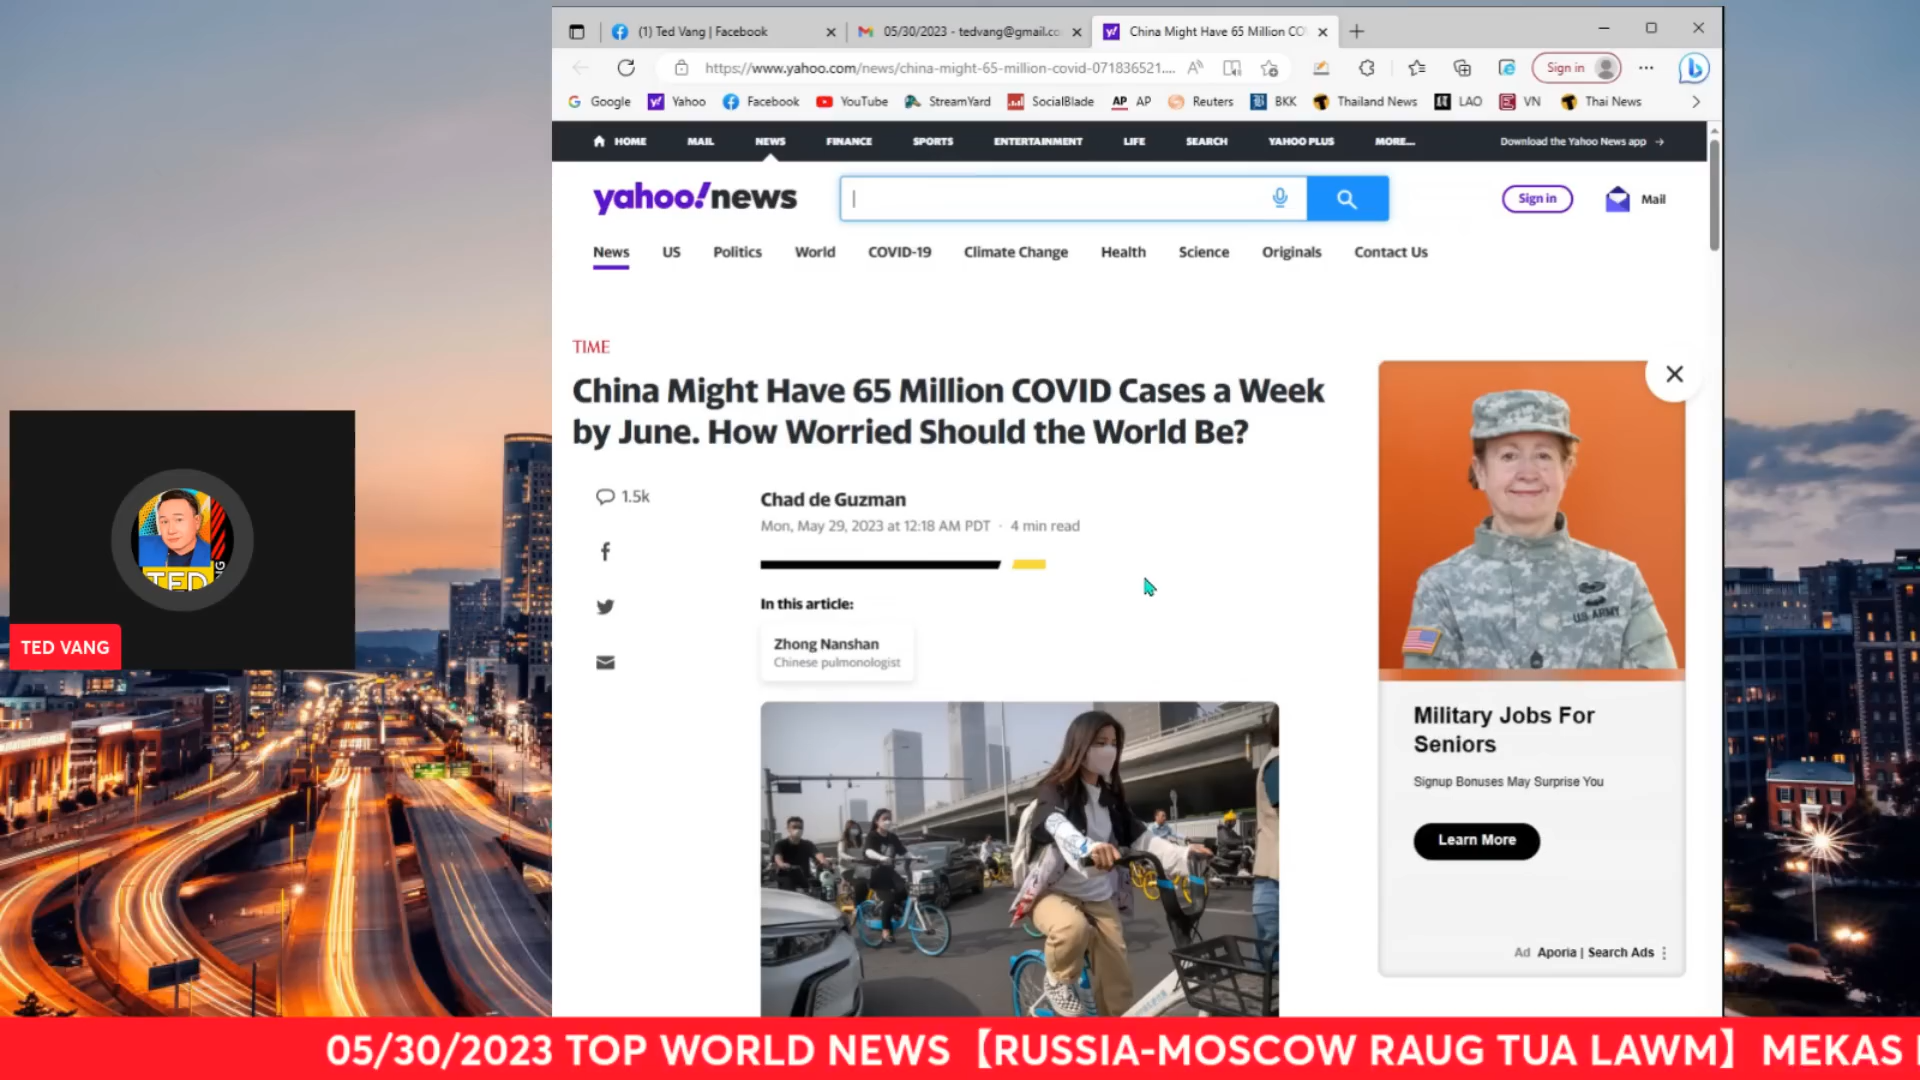 (1) Ted Vang | Facebook
05/30/2023 - tedvang@gmail.co
China Might Have 65 Million CO
https://www.yahoo.com/news/china-might-65-million-covid-071836521....
Sign in
Google
Yahoo
Facebook
YouTube
StreamYard
SocialBlade
AP AP
Reuters
BKK
Thailand News
LAO
VN
Thai News
HOME
MAIL
NEWS
FINANCE
SPORTS
ENTERTAINMENT
LIFE
SEARCH
YAHOO PLUS
MORE...
Download the Yahoo News app →
yahoo!news
Sign in
Mail
News
US
Politics
World
COVID-19
Climate Change
Health
Science
Originals
Contact Us
TIME
China Might Have 65 Million COVID Cases a Week
by June. How Worried Should the World Be?
1.5k
Chad de Guzman
Mon, May 29, 2023 at 12:18 AM PDT · 4 min read
In this article:
Zhong Nanshan
Chinese pulmonologist
U.S. ARMY
Military Jobs For
Seniors
Signup Bonuses May Surprise You
Learn More
Ad Aporia | Search Ads
TED
TED VANG
05/30/2023 TOP WORLD NEWS【RUSSIA-MOSCOW RAUG TUA LAWM】MEKAS